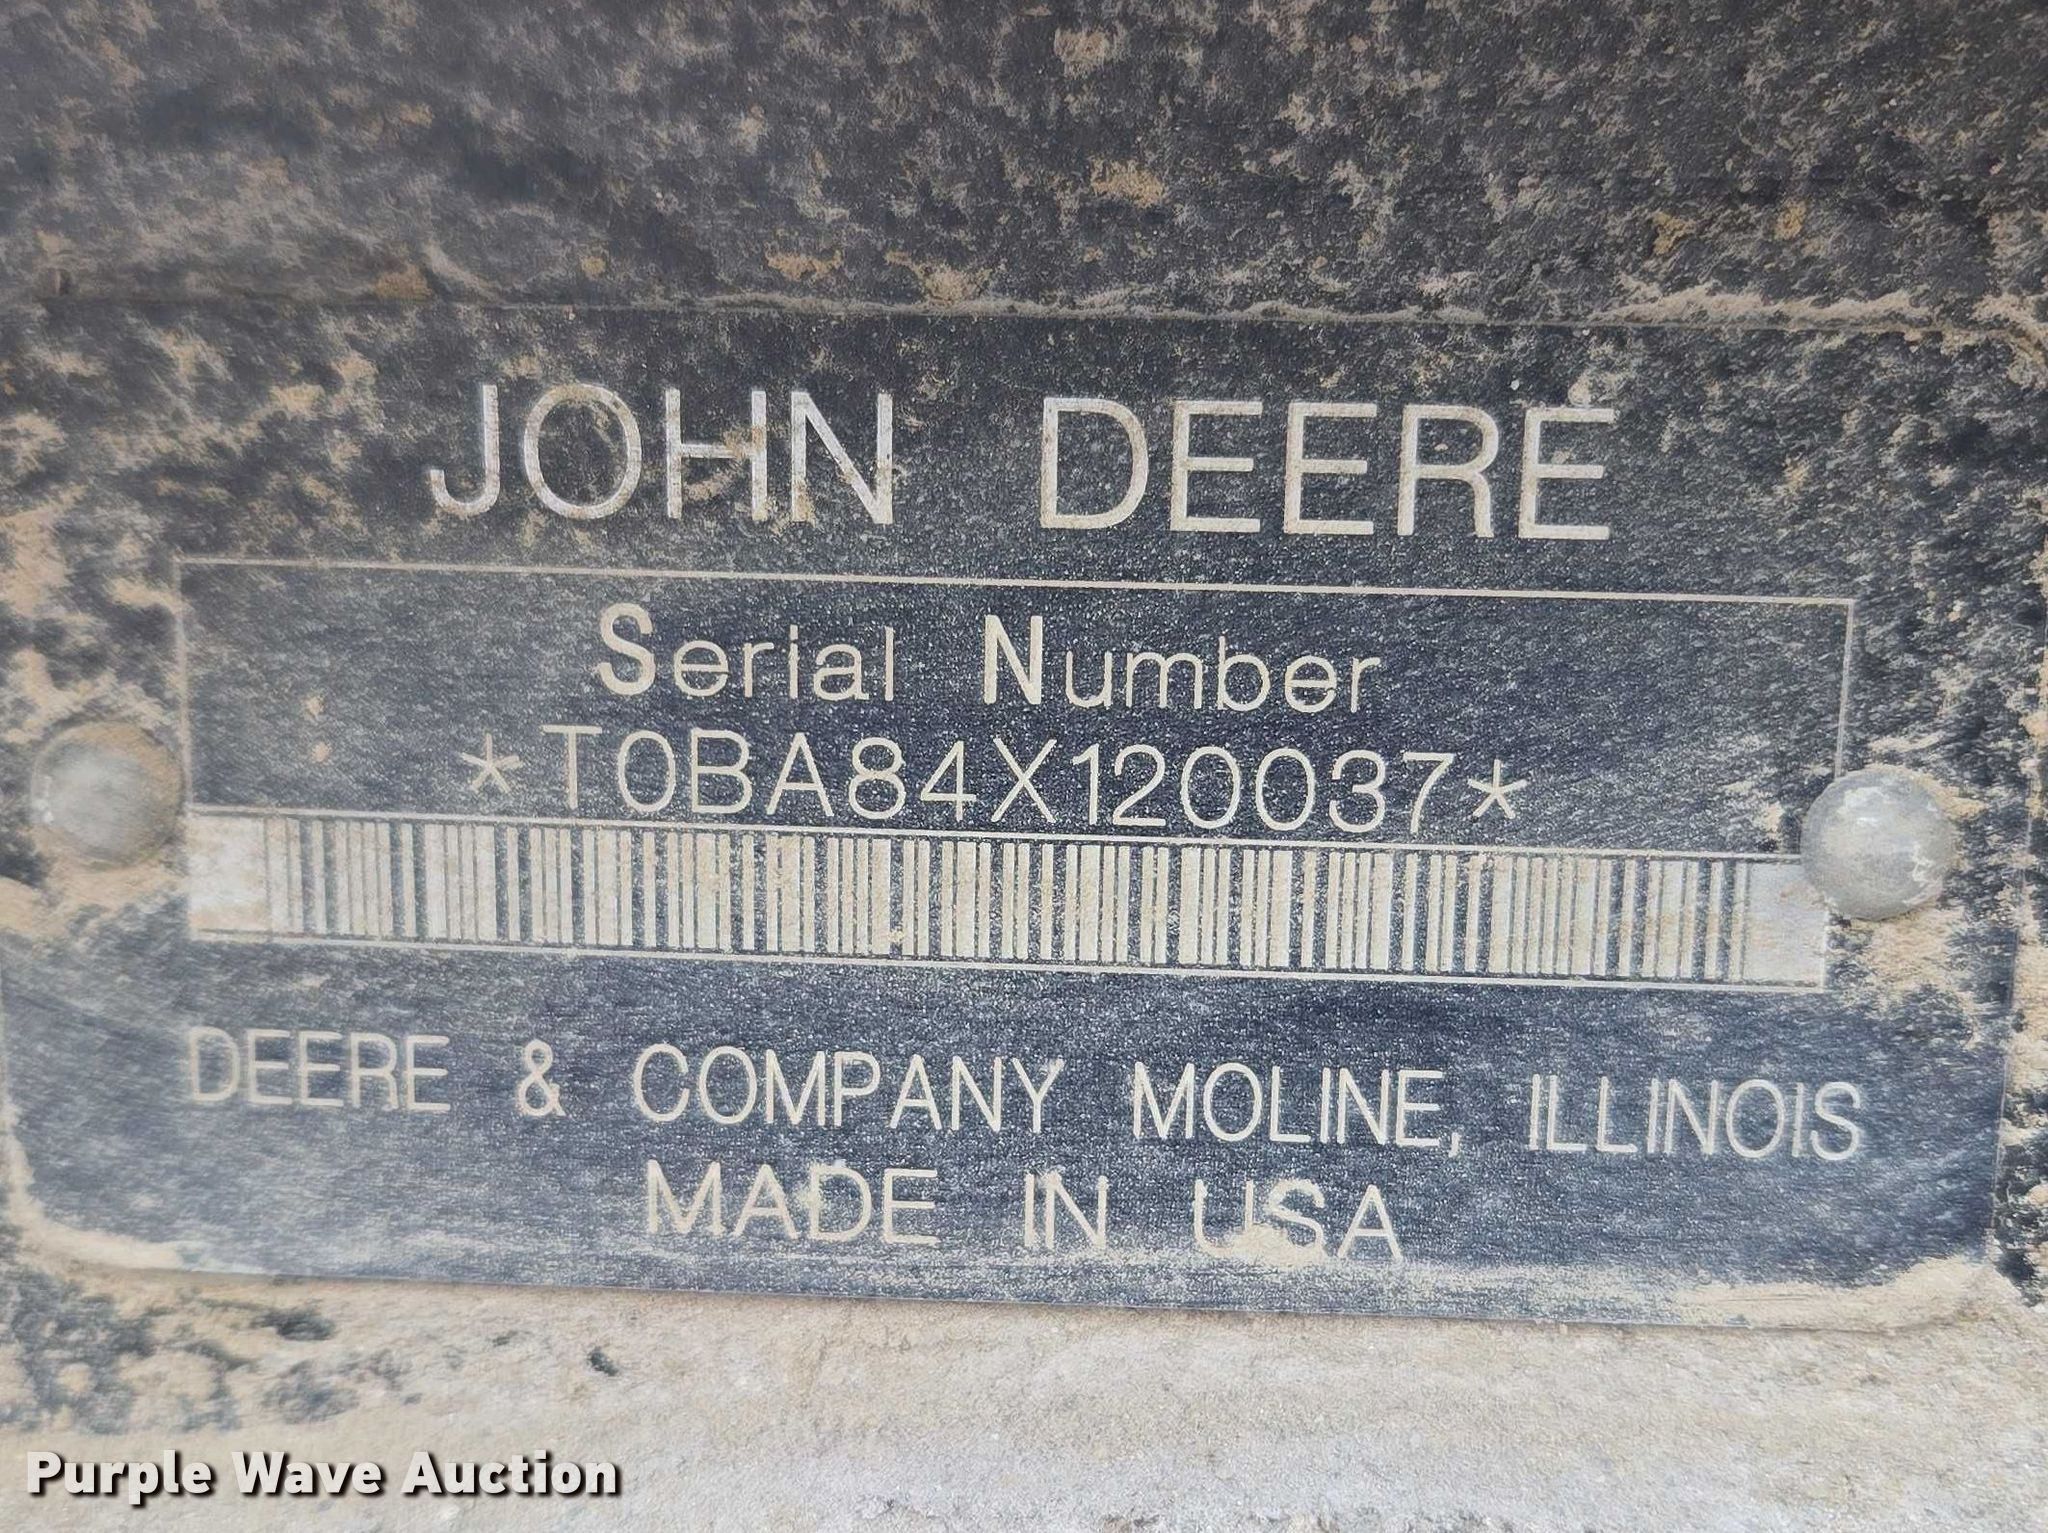 JOHN DEERE
Serial Number
*T0BA84X120037*
DEERE & COMPANY MOLINE, ILLINOIS
MADE IN USA
Purple Wave Auction